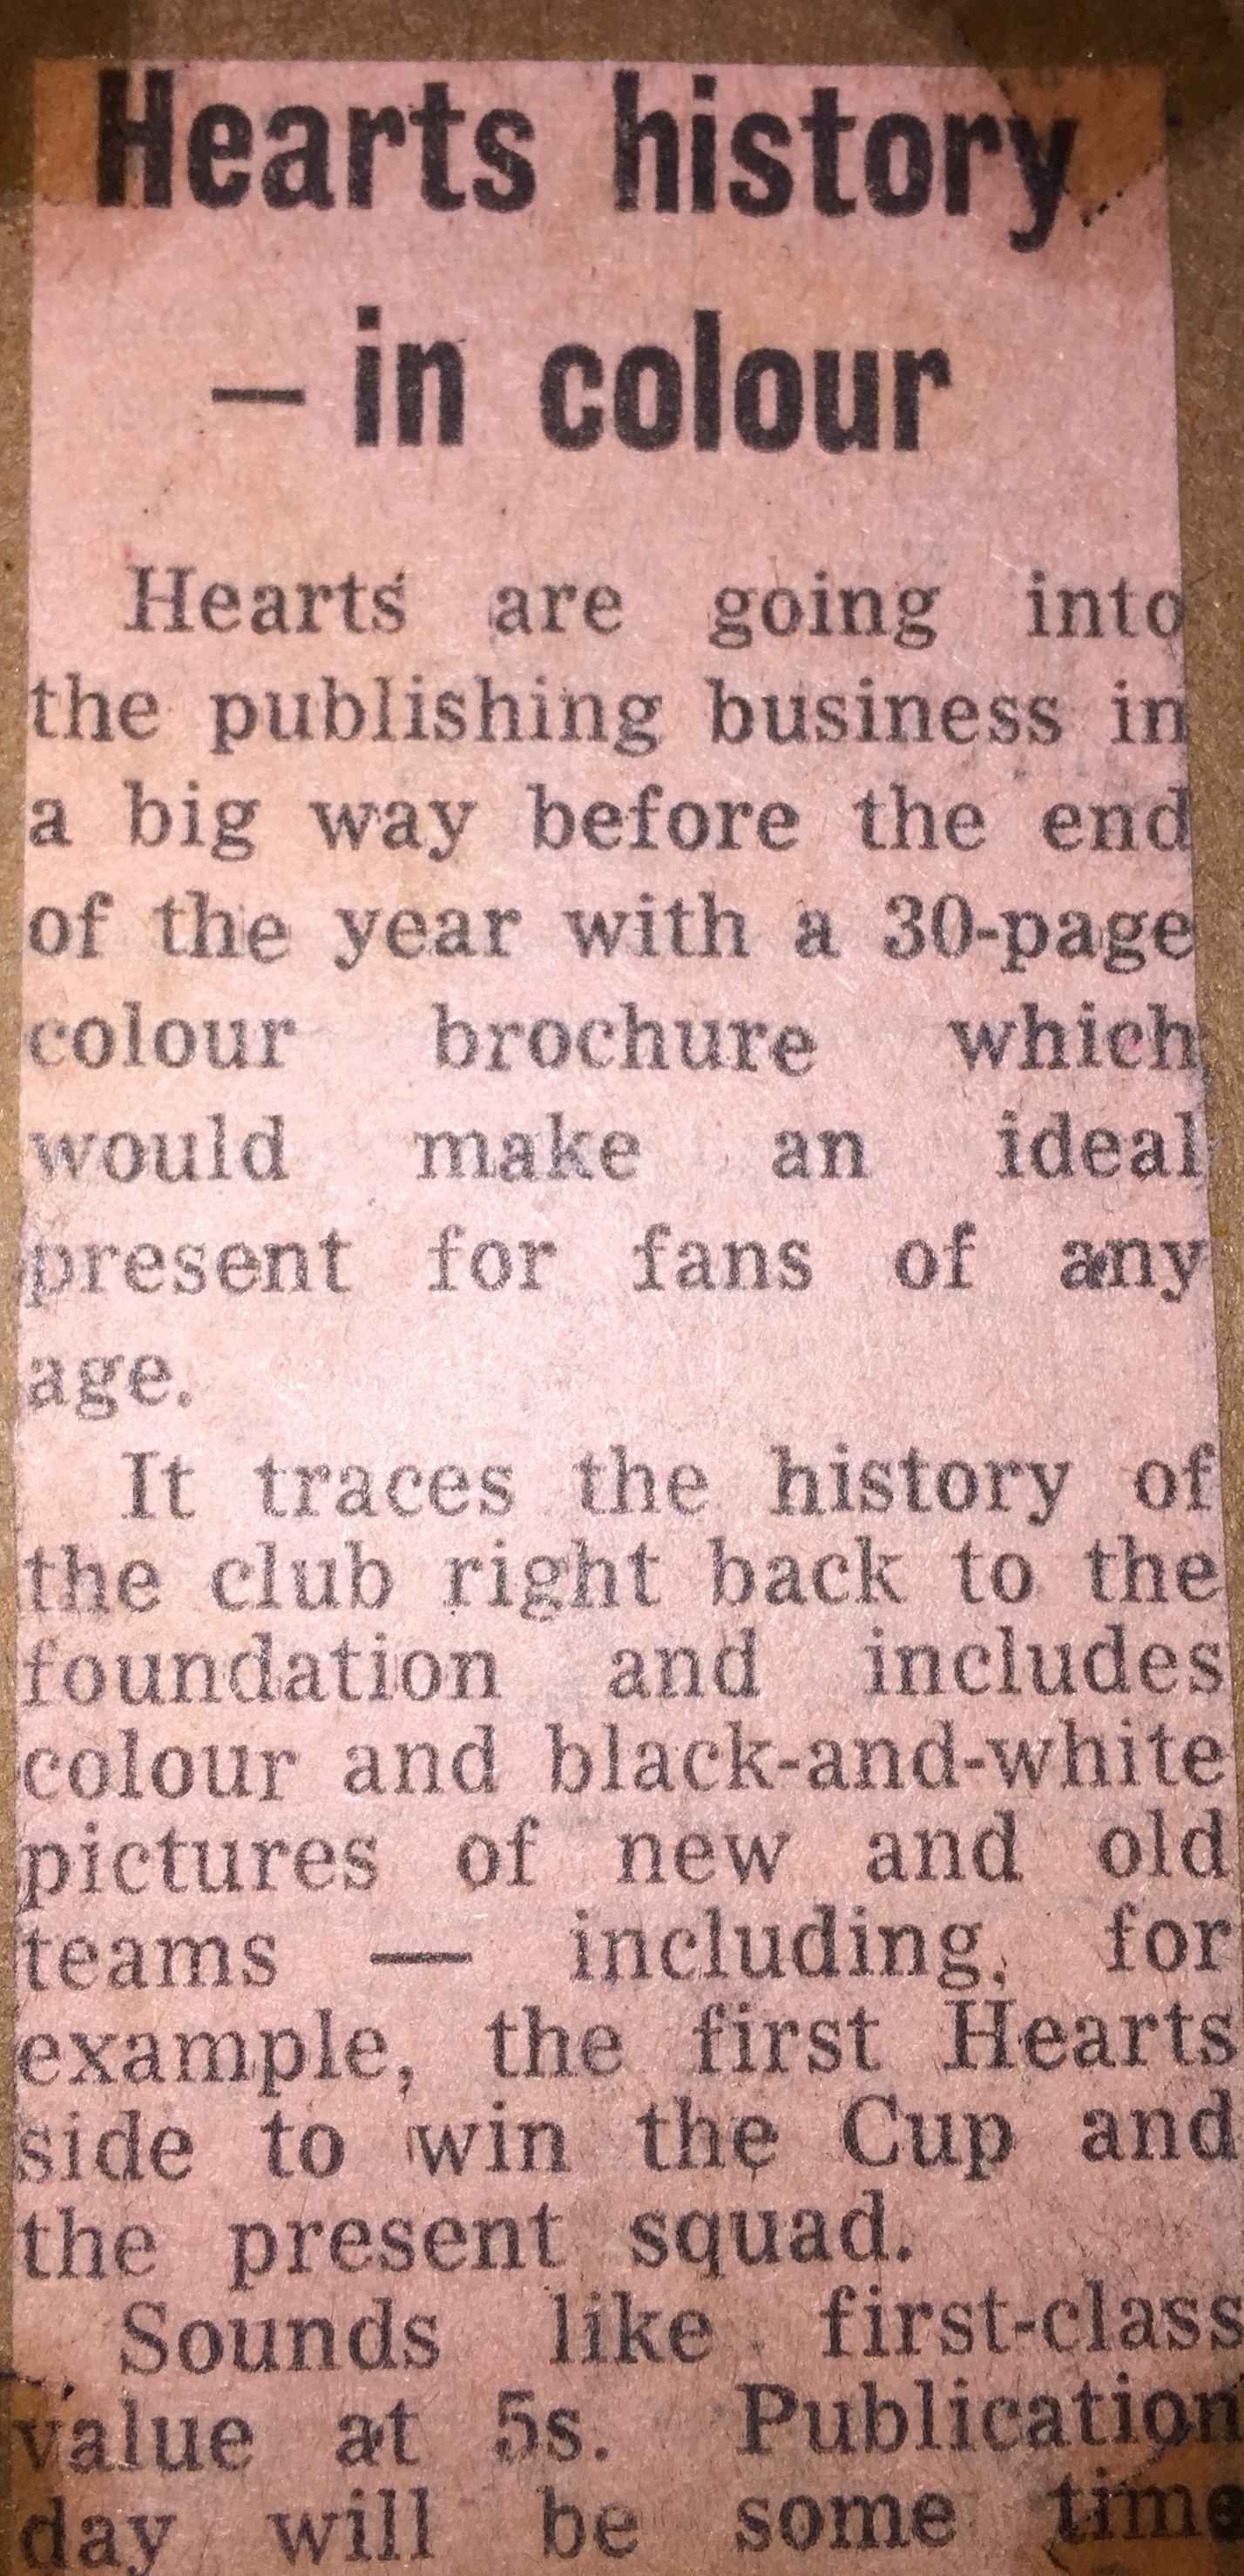 Hearts history
— in colour
Hearts are going into
the publishing business in
a big way before the end
of the year with a 30-page
colour brochure which
would make an ideal
present for fans of any
age.
It traces the history of
the club right back to the
foundation and includes
colour and black-and-white
pictures of new and old
teams — including, for
example, the first Hearts
side to win the Cup and
the present squad.
Sounds like first-class
value at 5s. Publication
day will be some time